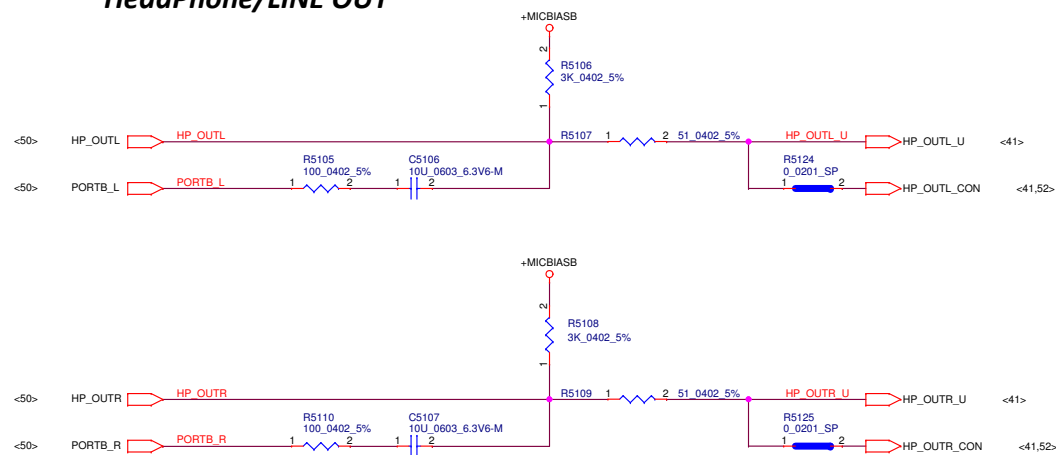 HeadPhone/LINE OUT
+MICBIASB
2
R5106
3K_0402_5%
1
<50> HP_OUTL HP_OUTL R5107 1 2 51_0402_5% HP_OUTL_U HP_OUTL_U <41>
R5105 C5106 R5124
100_0402_5% 10U_0603_6.3V6-M 0_0201_SP
<50> PORTB_L PORTB_L 1 2 1 2 1 2 HP_OUTL_CON <41,52>
+MICBIASB
2
R5108
3K_0402_5%
1
<50> HP_OUTR HP_OUTR R5109 1 2 51_0402_5% HP_OUTR_U HP_OUTR_U <41>
R5110 C5107 R5125
100_0402_5% 10U_0603_6.3V6-M 0_0201_SP
<50> PORTB_R PORTB_R 1 2 1 2 1 2 HP_OUTR_CON <41,52>